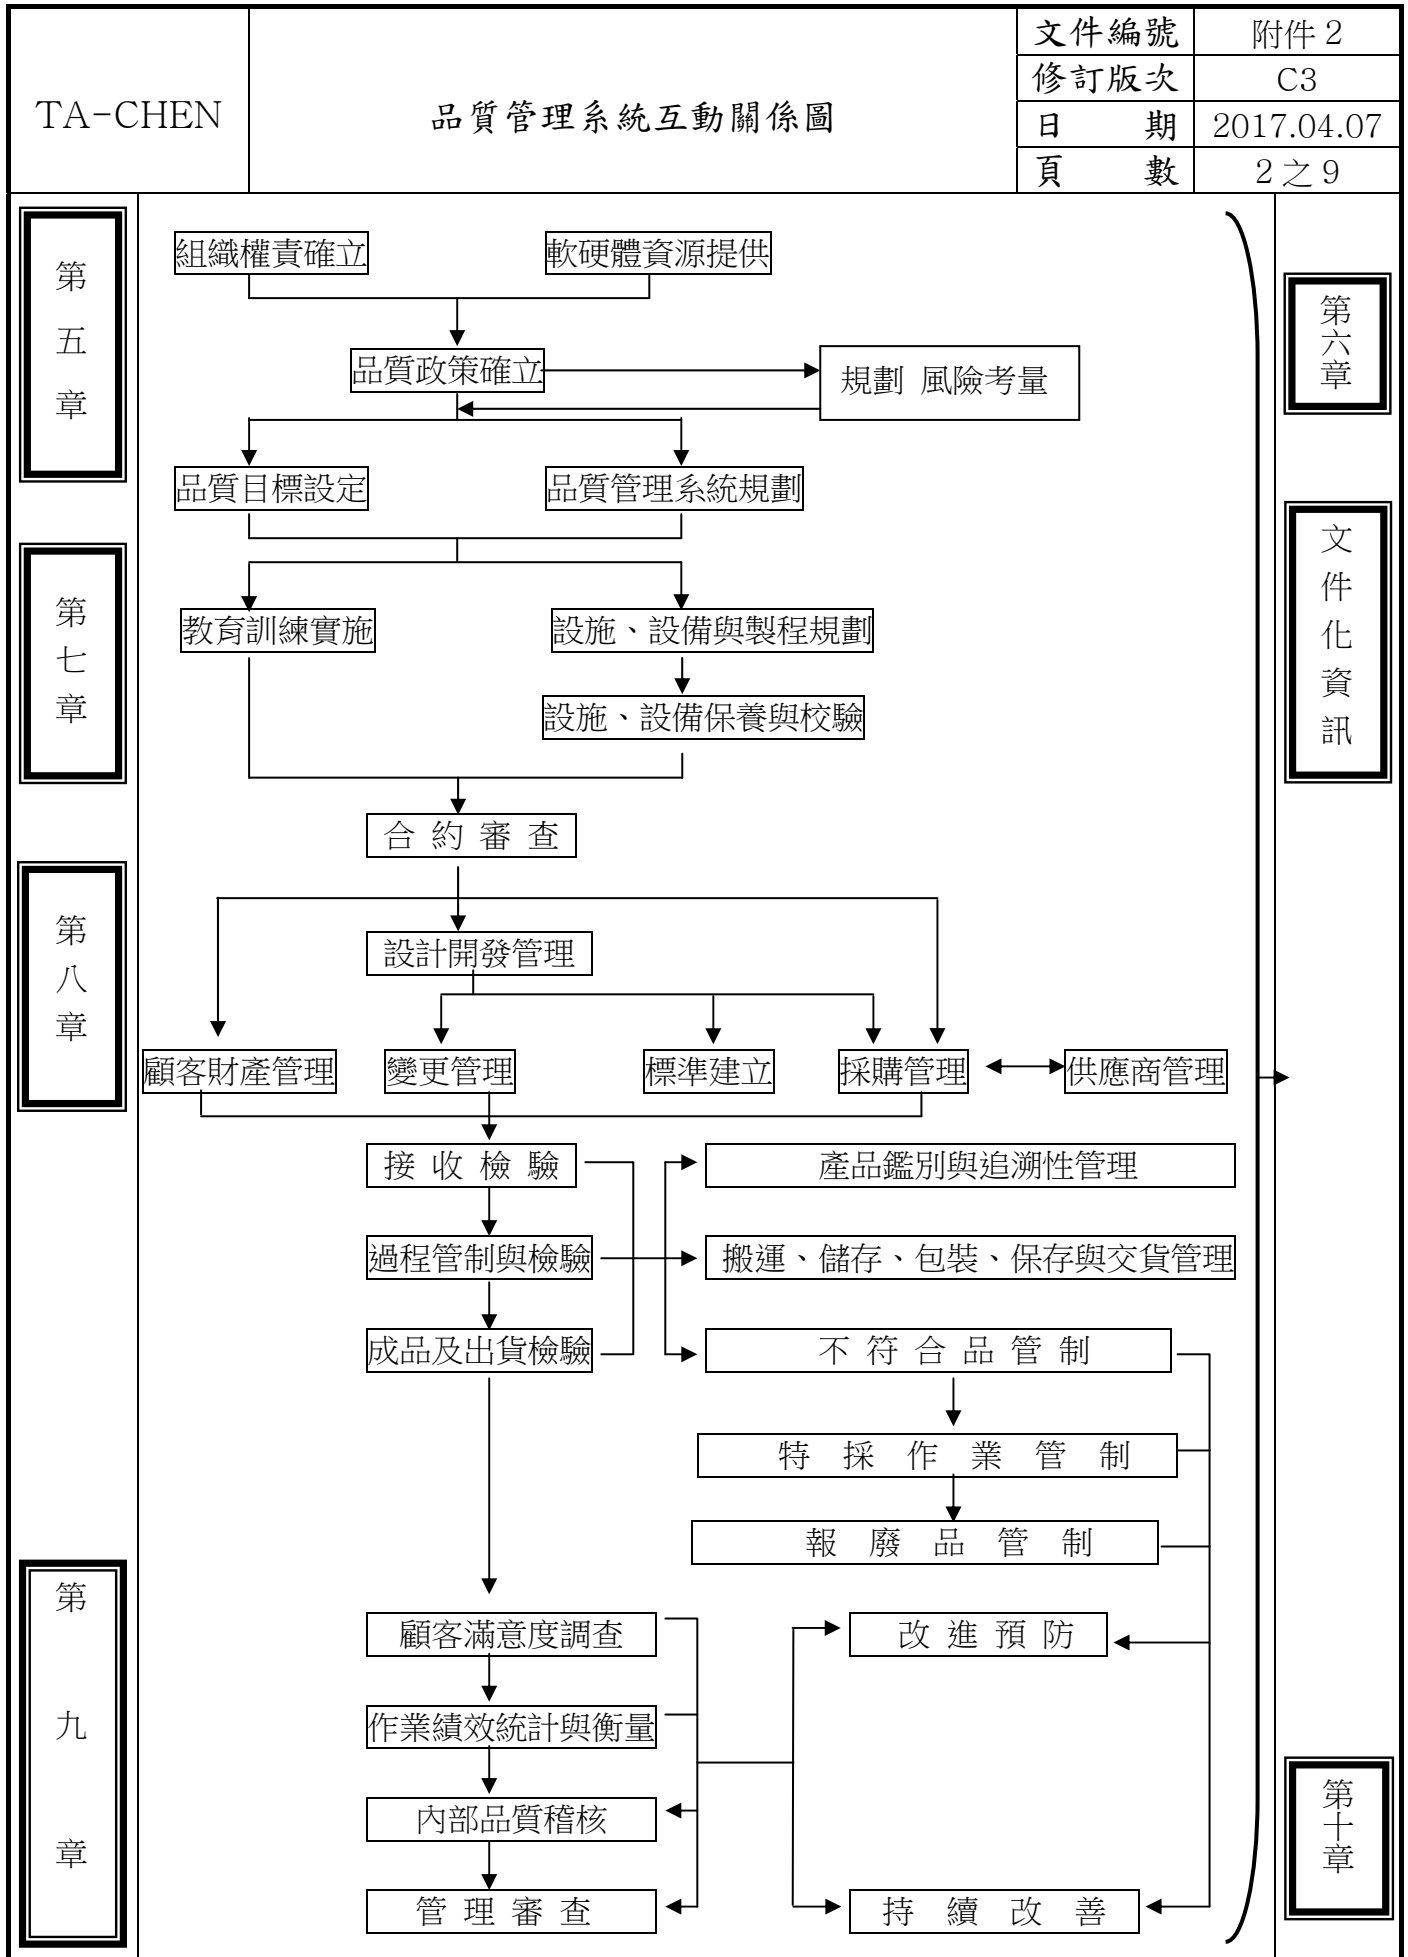 TA-CHEN
品質管理系統互動關係圖
文件編號 附件 2
修訂版次 C3
日 期 2017.04.07
頁 數 2 之 9
第五章
第七章
第八章
第九章
組織權責確立 軟硬體資源提供
品質政策確立 規劃 風險考量
品質目標設定 品質管理系統規劃
教育訓練實施 設施、設備與製程規劃
設施、設備保養與校驗
合 約 審 查
設計開發管理
顧客財產管理 變更管理 標準建立 採購管理 供應商管理
接 收 檢 驗 產品鑑別與追溯性管理
過程管制與檢驗 搬運、儲存、包裝、保存與交貨管理
成品及出貨檢驗 不 符 合 品 管 制
特 採 作 業 管 制
報 廢 品 管 制
顧客滿意度調查 改 進 預 防
作業績效統計與衡量
內部品質稽核
管 理 審 查 持 續 改 善
第六章
文件化資訊
第十章